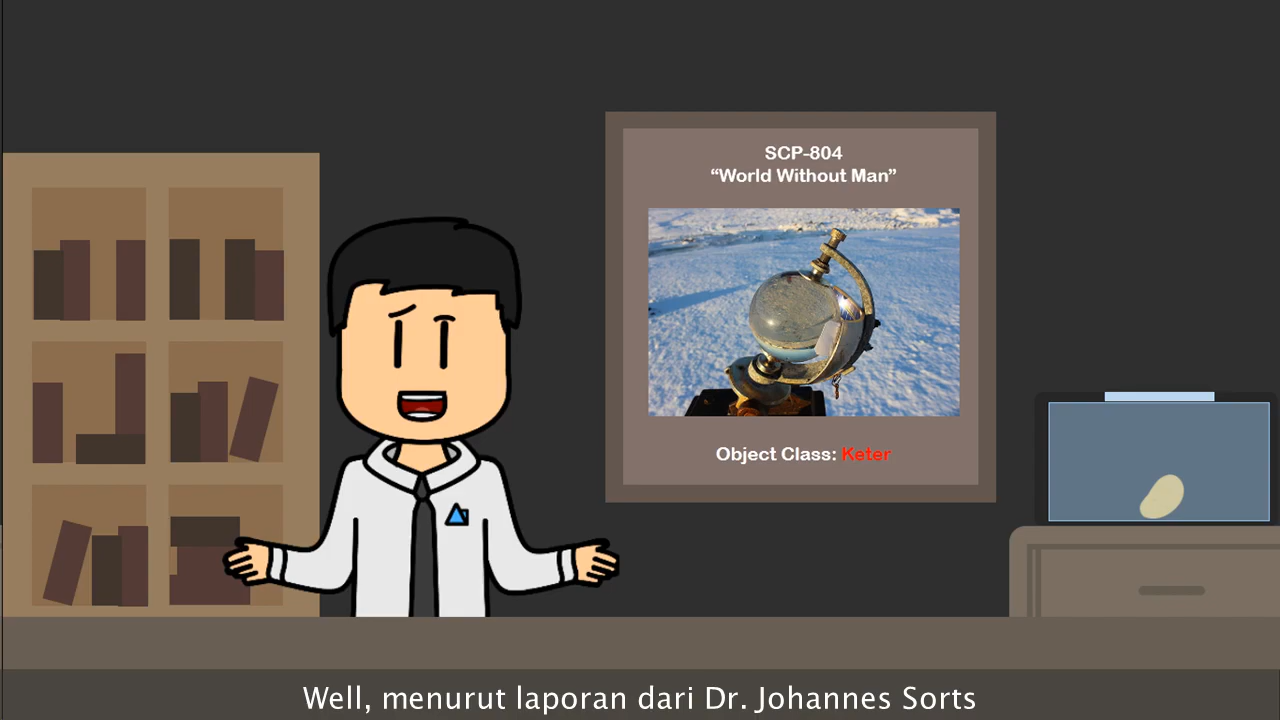 SCP-804
“World Without Man”
Object Class: Keter
Well, menurut laporan dari Dr. Johannes Sorts